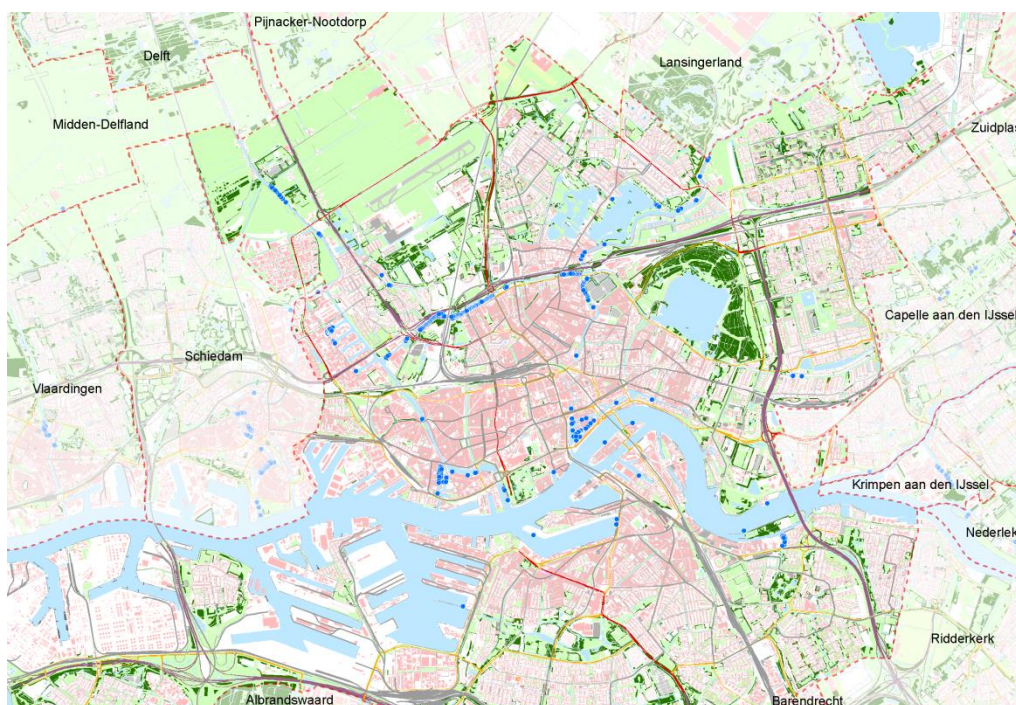 Pijnacker-Nootdorp
Delft
Lansingerland
Midden-Delfland
Zuidplas
Capelle aan den IJssel
Schiedam
Vlaardingen
Krimpen aan den IJssel
Nederlek
Ridderkerk
Albrandswaard
Barendrecht